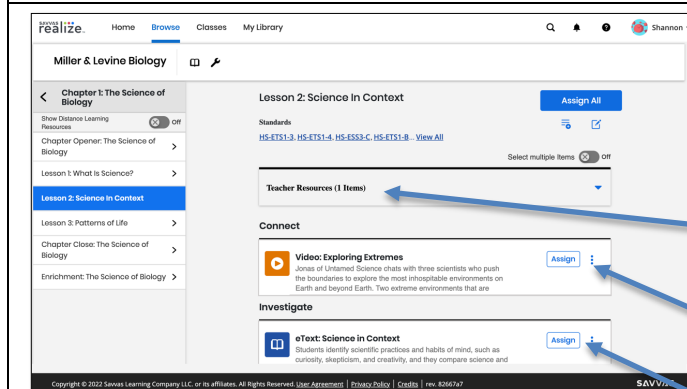 savvas
realize.
Home Browse Classes My Library
Shannon
Miller & Levine Biology
Chapter 1: The Science of
Biology
Show Distance Learning
Resources
Off
Chapter Opener: The Science of
Biology
Lesson 1: What Is Science?
Lesson 2: Science In Context
Lesson 3: Patterns of Life
Chapter Close: The Science of
Biology
Enrichment: The Science of Biology
Lesson 2: Science In Context
Assign All
Standards
HS-ETS1-3, HS-ETS1-4, HS-ESS3-C, HS-ETS1-B... View All
Select multiple Items Off
Teacher Resources (1 Items)
Connect
Video: Exploring Extremes
Jonas of Untamed Science chats with three scientists who push
the boundaries to explore the most inhospitable environments on
Earth and beyond Earth. Two extreme environments that are
Assign
Investigate
eText: Science in Context
Students identify scientific practices and habits of mind, such as
curiosity, skepticism, and creativity, and they compare science and
Assign
Copyright © 2022 Savvas Learning Company LLC. or its affiliates. All Rights Reserved. User Agreement | Privacy Policy | Credits | rev. 82667a7